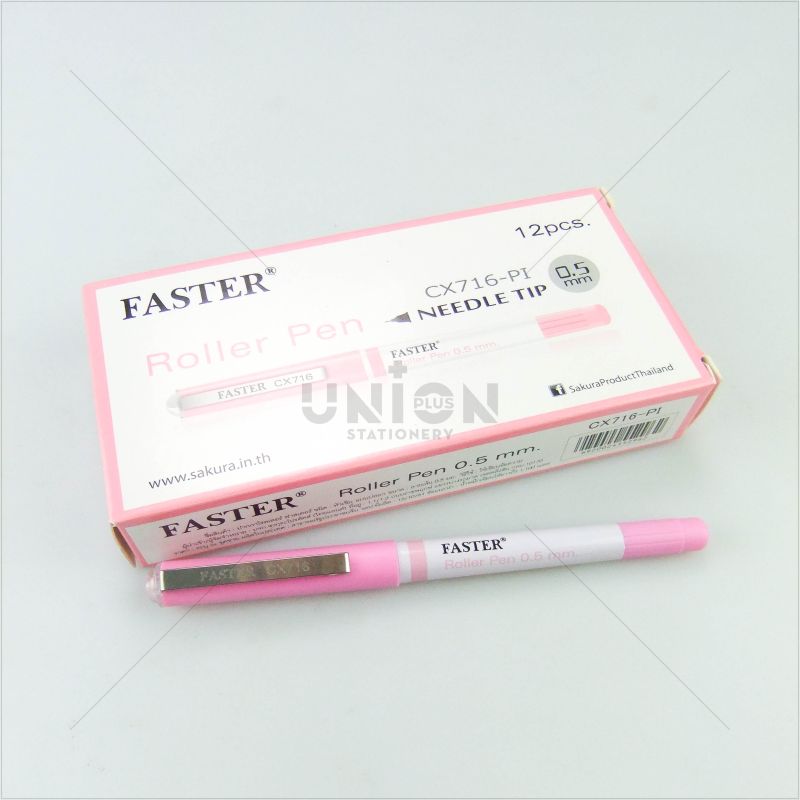 12pcs.
FASTER®
CX716-PI
0.5
mm
Roller Pen
NEEDLE TIP
FASTER®
Roller Pen 0.5 mm.
FASTER CX716
SakuraProductThailand
UNION PLUS
STATIONERY
www.sakura.in.th
CX716-PI
FASTER®
Roller Pen 0.5 mm.
FASTER CX716
FASTER®
Roller Pen 0.5 mm.